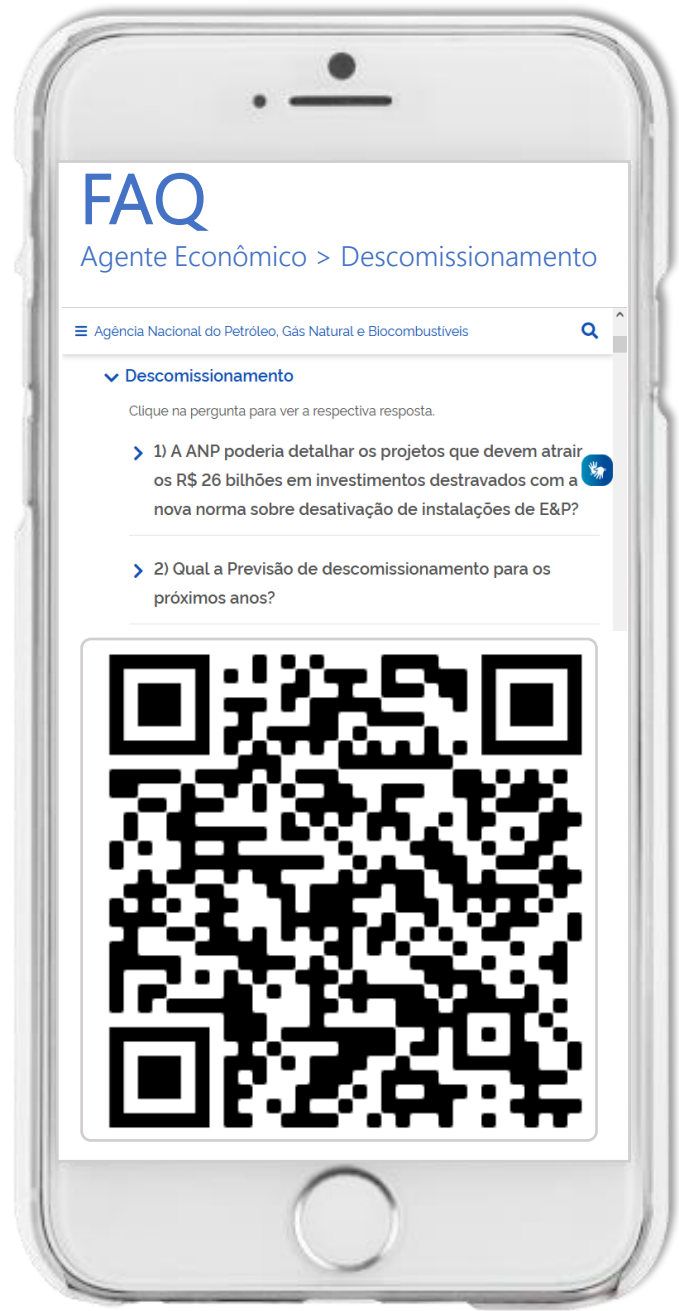 FAQ
Agente Econômico > Descomissionamento
Agência Nacional do Petróleo, Gás Natural e Biocombustíveis
Descomissionamento
Clique na pergunta para ver a respectiva resposta.
1) A ANP poderia detalhar os projetos que devem atrair
os R$ 26 bilhões em investimentos destravados com a
nova norma sobre desativação de instalações de E&P?
2) Qual a Previsão de descomissionamento para os
próximos anos?